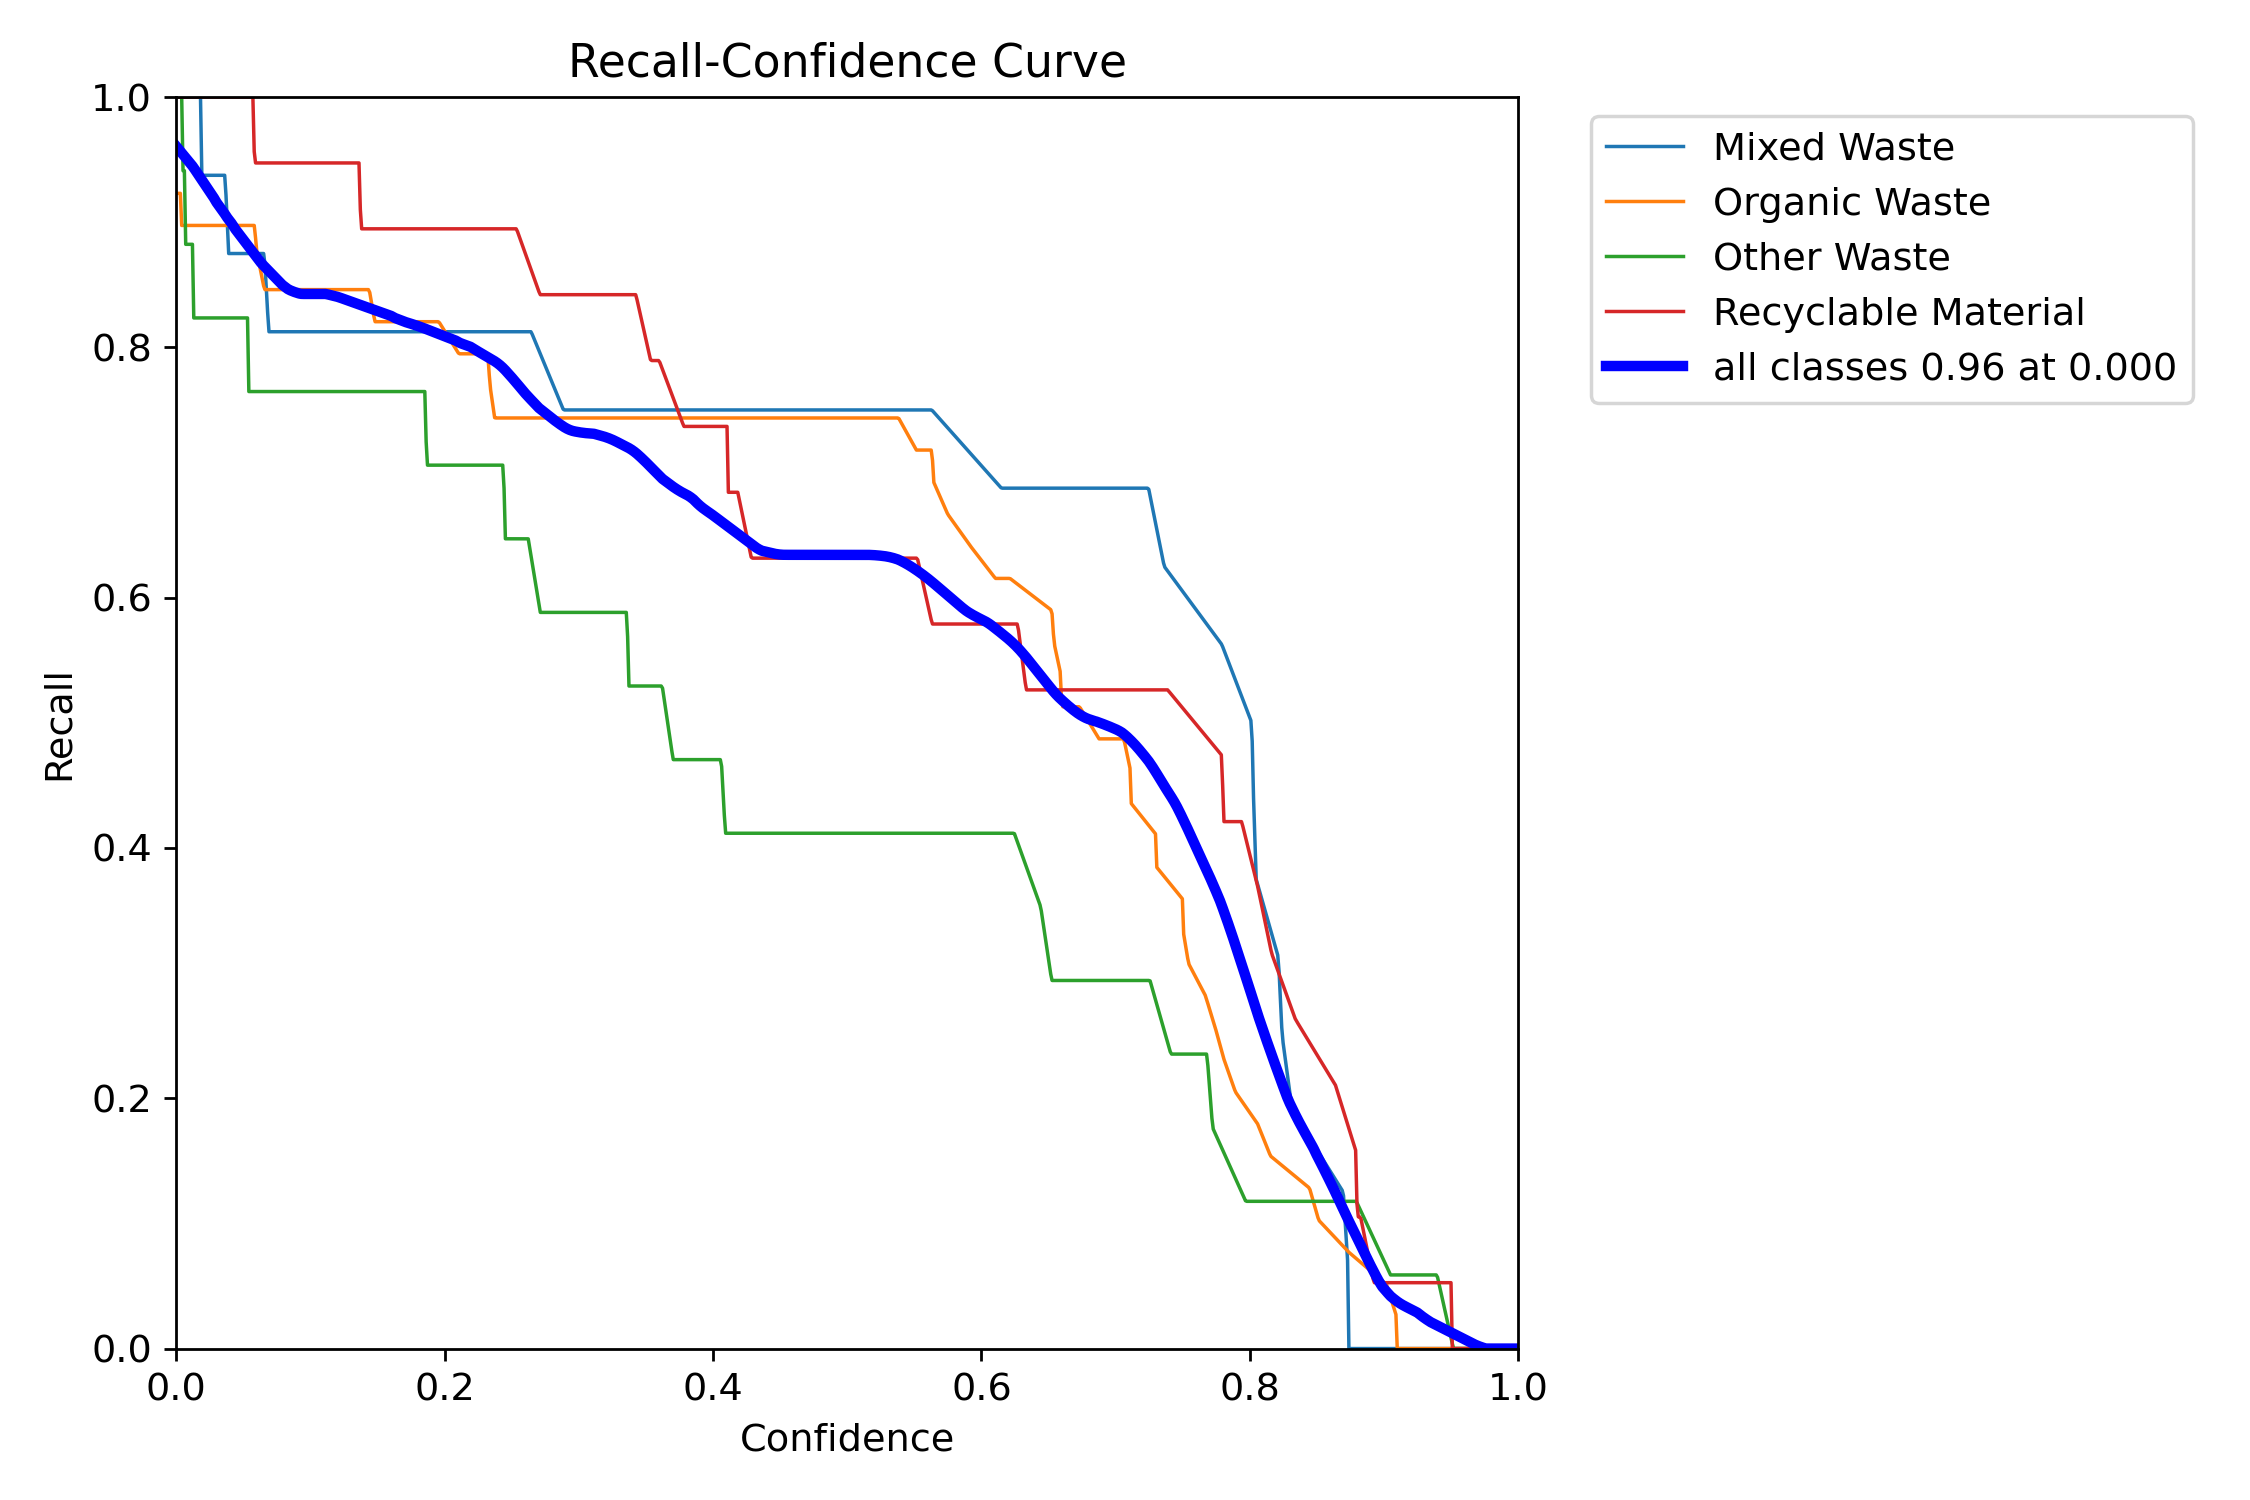 Recall-Confidence Curve
1.0
0.8
0.6
0.4
0.2
0.0
Recall
0.0 0.2 0.4 0.6 0.8 1.0
Confidence
Mixed Waste
Organic Waste
Other Waste
Recyclable Material
all classes 0.96 at 0.000